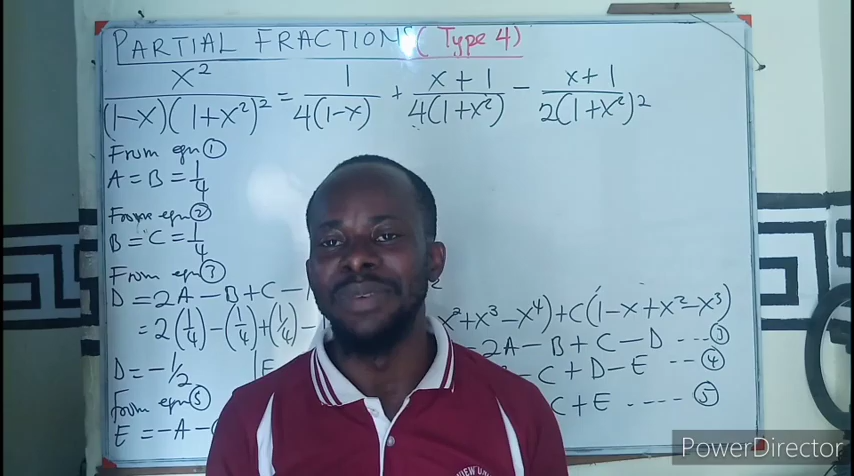 PARTIAL FRACTIONS (Type 4)
x² / (1-x)(1+x²)² = 1 / 4(1-x) + x+1 / 4(1+x²) - x+1 / 2(1+x²)²
From eqn ①
A = B = 1/4
From eqn ②
B = C = 1/4
From eqn ③
D = 2A - B + C -
= 2(1/4) - (1/4) + (1/4) -
x² + x³ - x⁴) + C(1 - x + x² - x³)
2A - B + C - D ---- ③
D = -1/2
- C + D - E --- ④
From eqn ⑤
C + E ----- ⑤
E = -A -
VIEW UN
PowerDirector